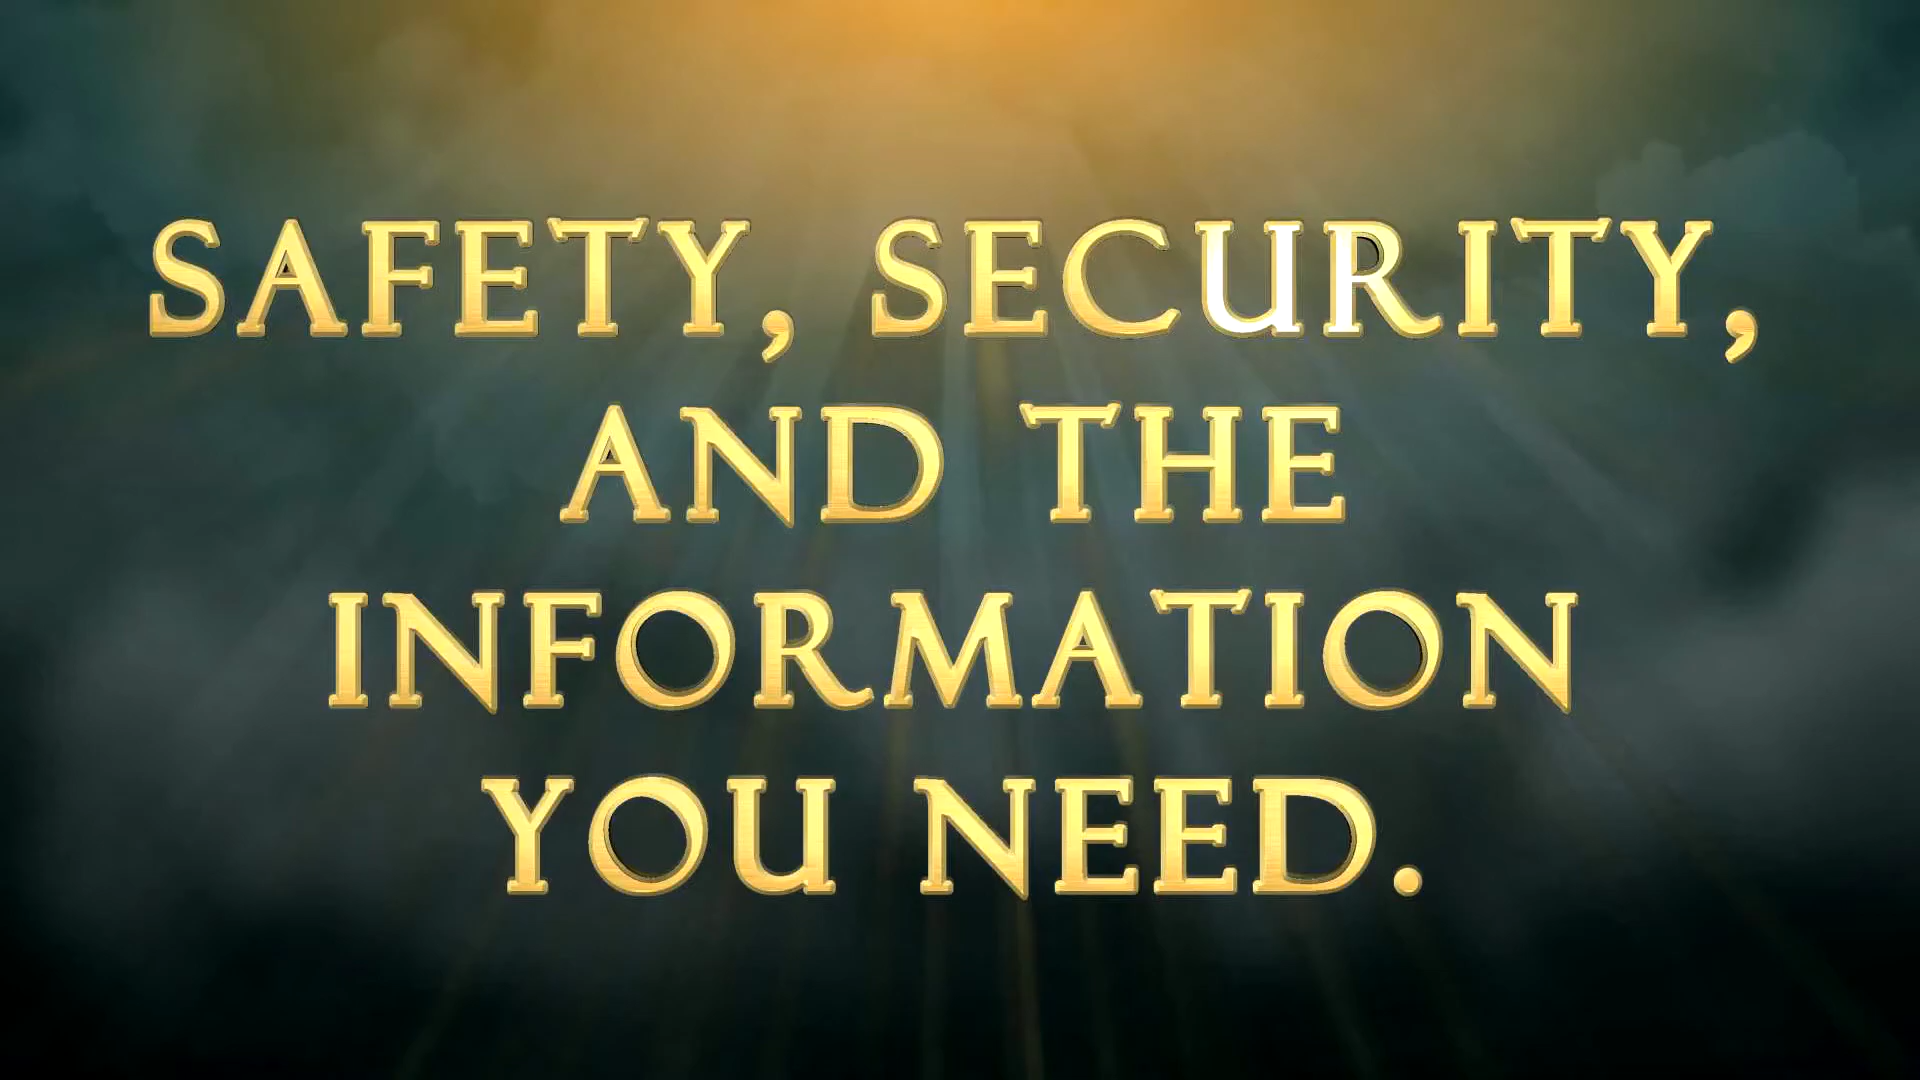 SAFETY, SECURITY,
AND THE
INFORMATION
YOU NEED.